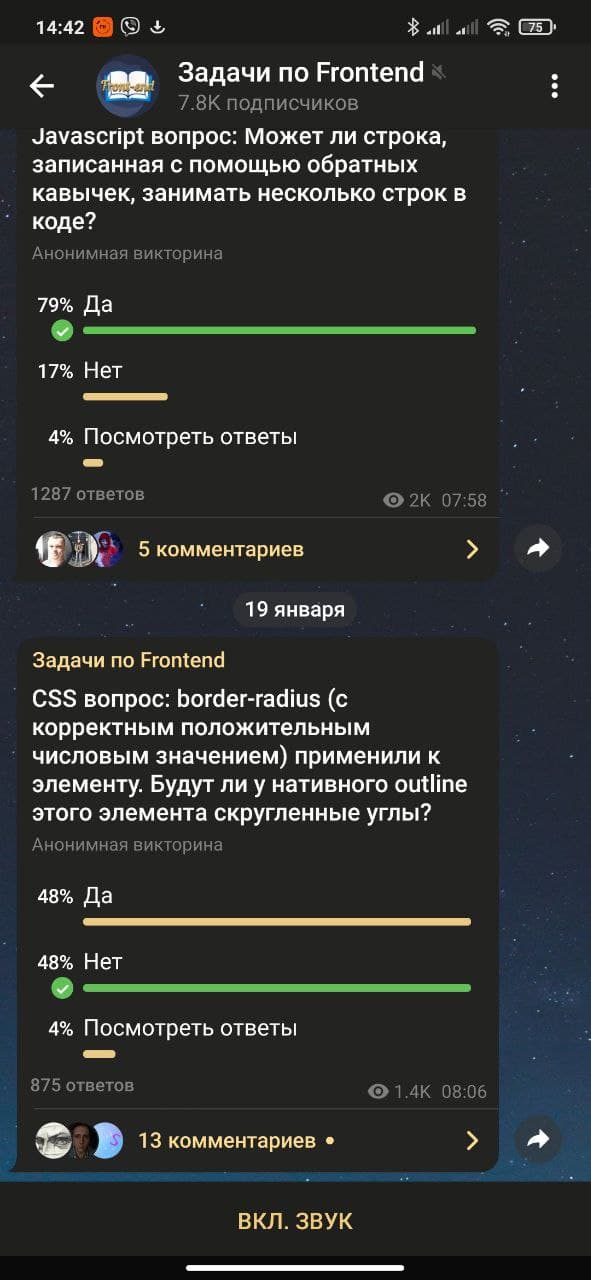 14:42
75
Задачи по Frontend
7.8K подписчиков
Javascript вопрос: Может ли строка,
записанная с помощью обратных
кавычек, занимать несколько строк в
коде?
Анонимная викторина
79% Да
17% Нет
4% Посмотреть ответы
1287 ответов
2K 07:58
5 комментариев
19 января
Задачи по Frontend
CSS вопрос: border-radius (с
корректным положительным
числовым значением) применили к
элементу. Будут ли у нативного outline
этого элемента скругленные углы?
Анонимная викторина
48% Да
48% Нет
4% Посмотреть ответы
875 ответов
1.4K 08:06
13 комментариев
ВКЛ. ЗВУК